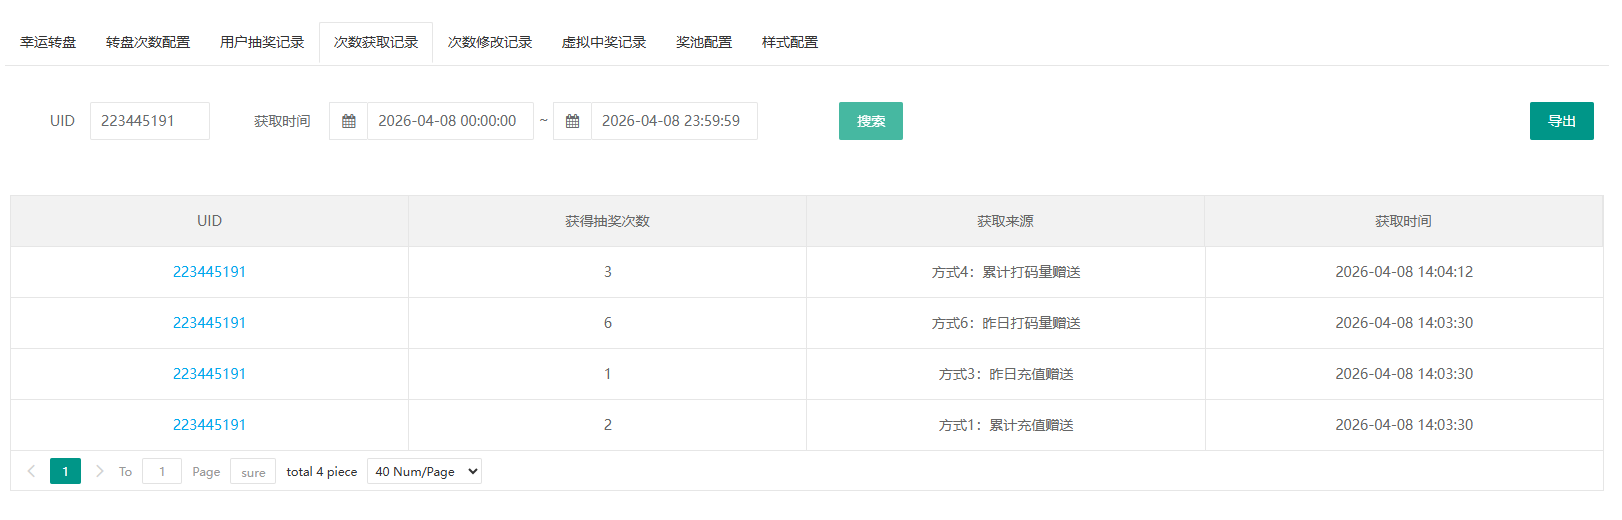 幸运转盘 转盘次数配置 用户抽奖记录 次数获取记录 次数修改记录 虚拟中奖记录 奖池配置 样式配置
UID 223445191 获取时间 2026-04-08 00:00:00 ~ 2026-04-08 23:59:59 搜索 导出
UID 获得抽奖次数 获取来源 获取时间
223445191 3 方式4：累计打码量赠送 2026-04-08 14:04:12
223445191 6 方式6：昨日打码量赠送 2026-04-08 14:03:30
223445191 1 方式3：昨日充值赠送 2026-04-08 14:03:30
223445191 2 方式1：累计充值赠送 2026-04-08 14:03:30
1 To 1 Page sure total 4 piece 40 Num/Page